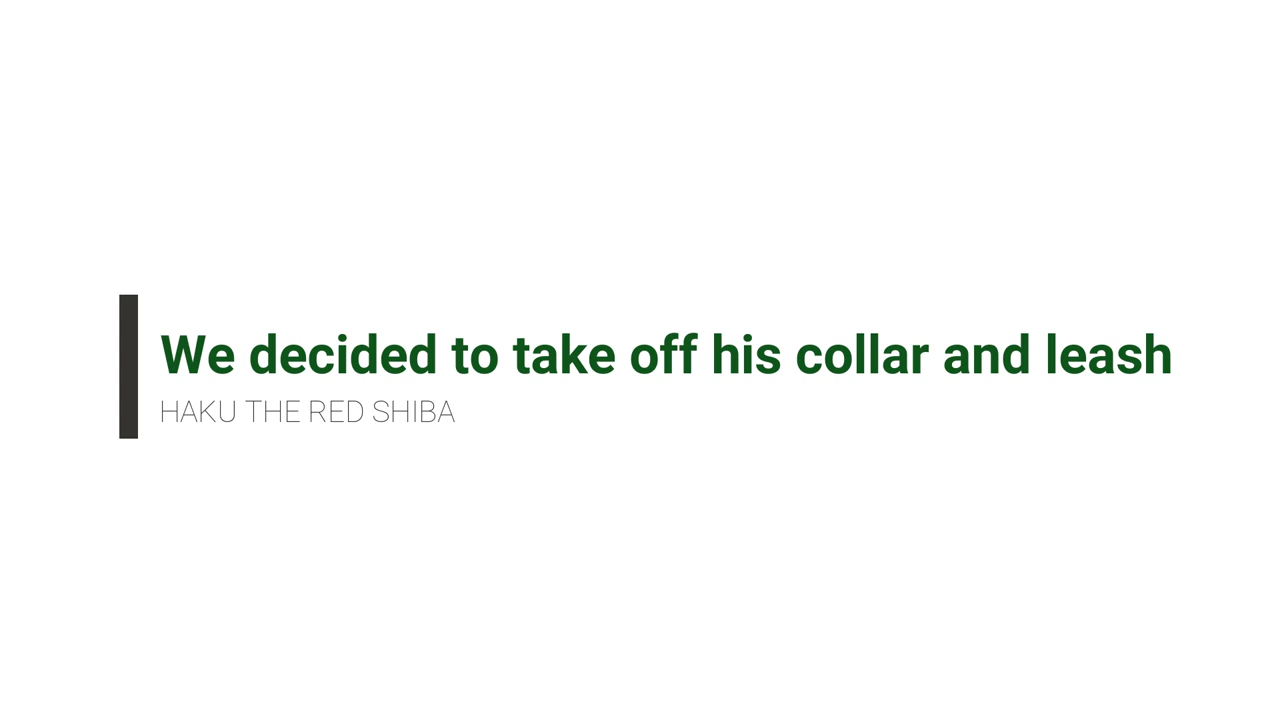 We decided to take off his collar and leash
HAKU THE RED SHIBA